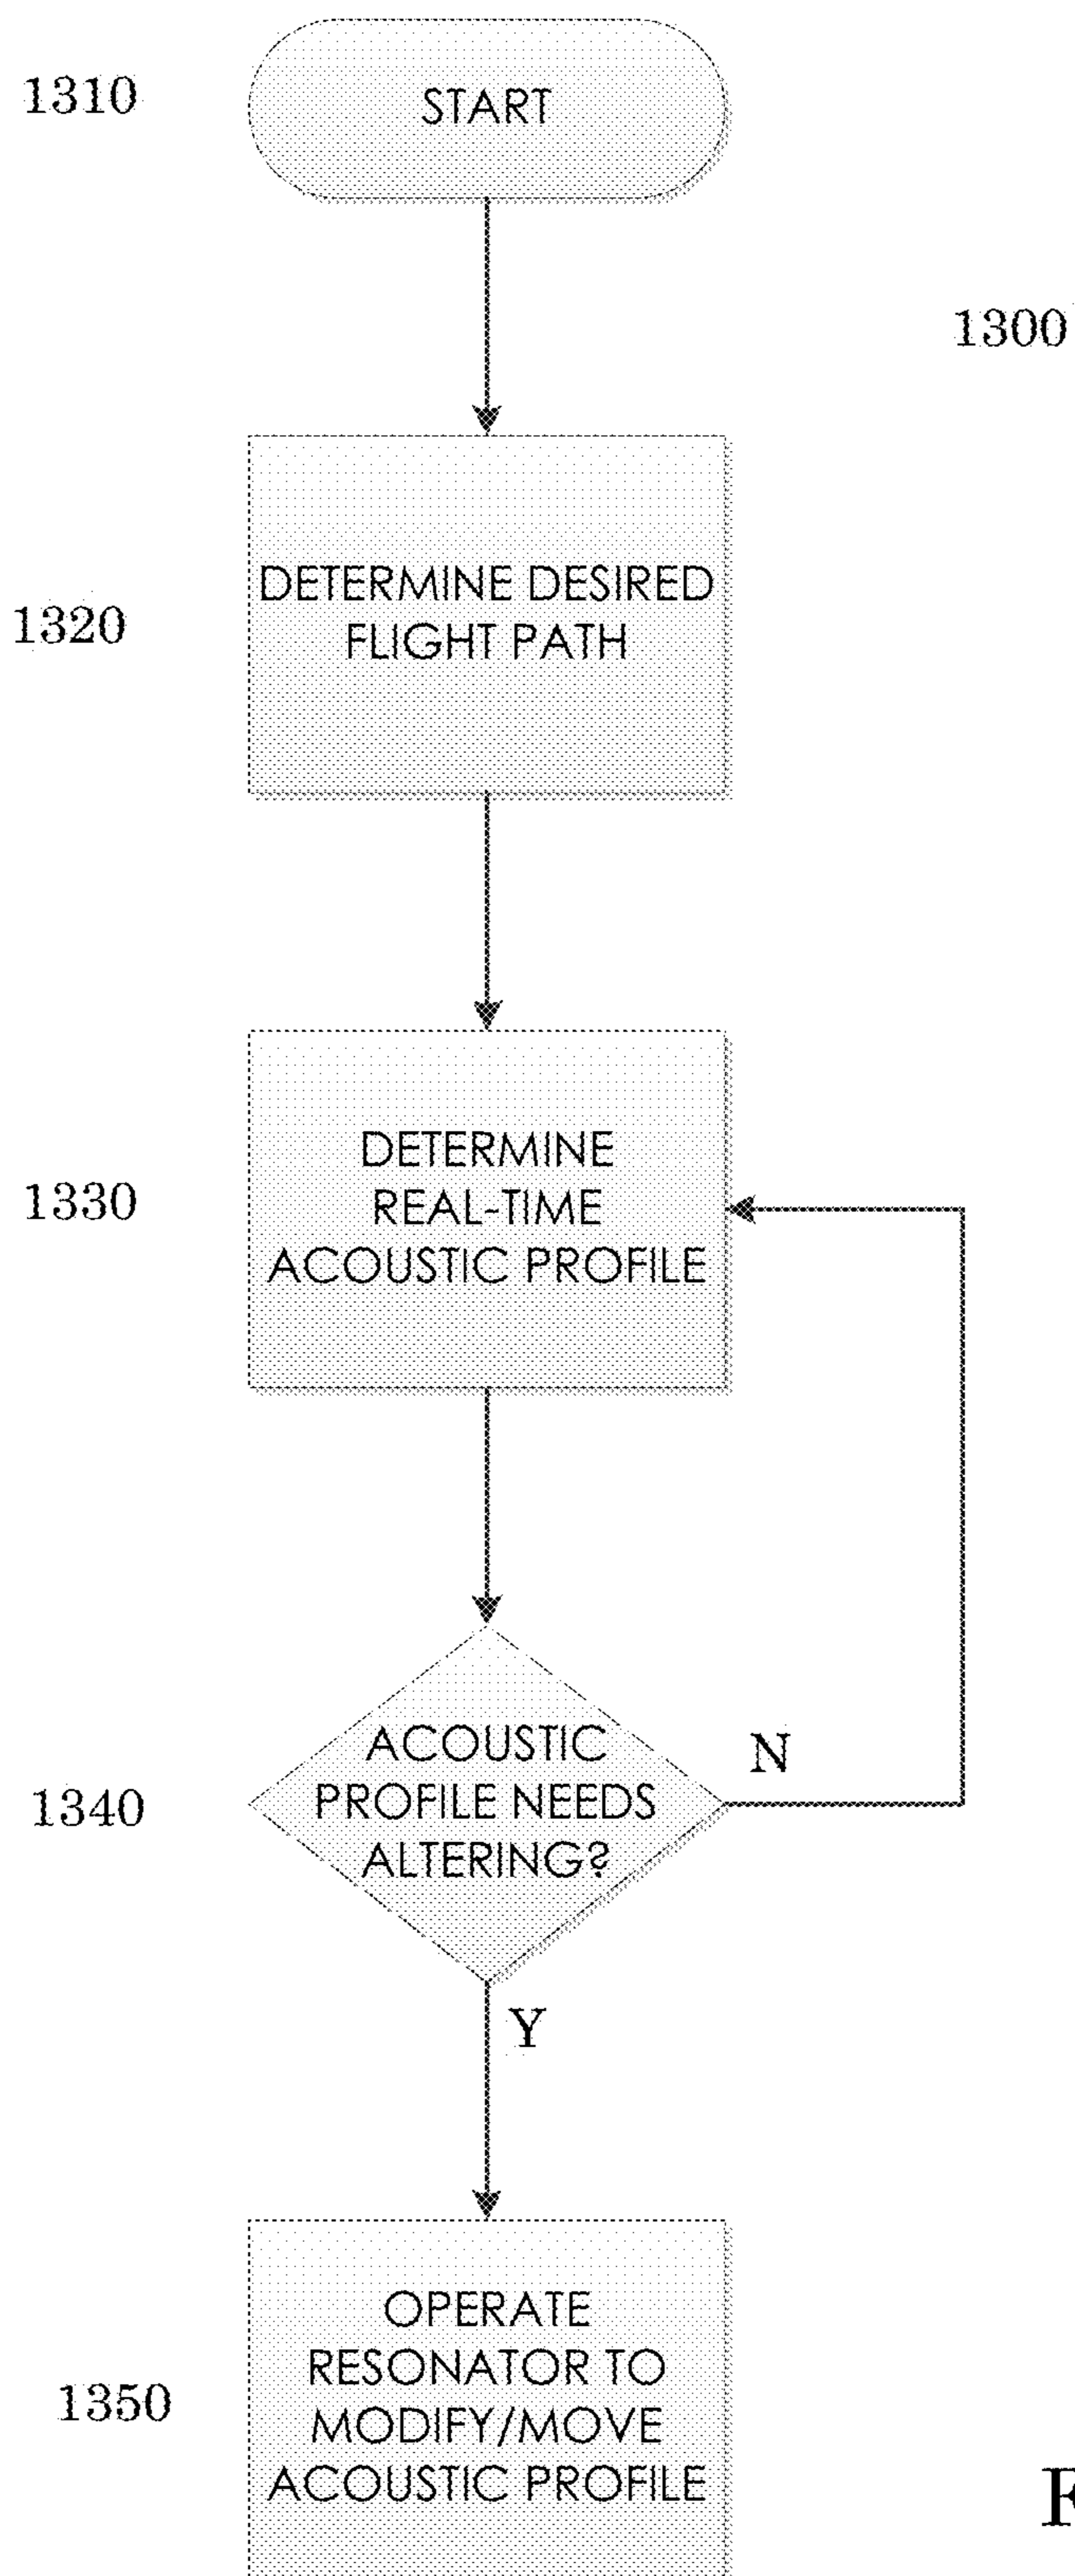 1310
START
1300
1320
DETERMINE DESIRED
FLIGHT PATH
1330
DETERMINE
REAL-TIME
ACOUSTIC PROFILE
1340
ACOUSTIC
PROFILE NEEDS
ALTERING?
N
Y
1350
OPERATE
RESONATOR TO
MODIFY/MOVE
ACOUSTIC PROFILE
F